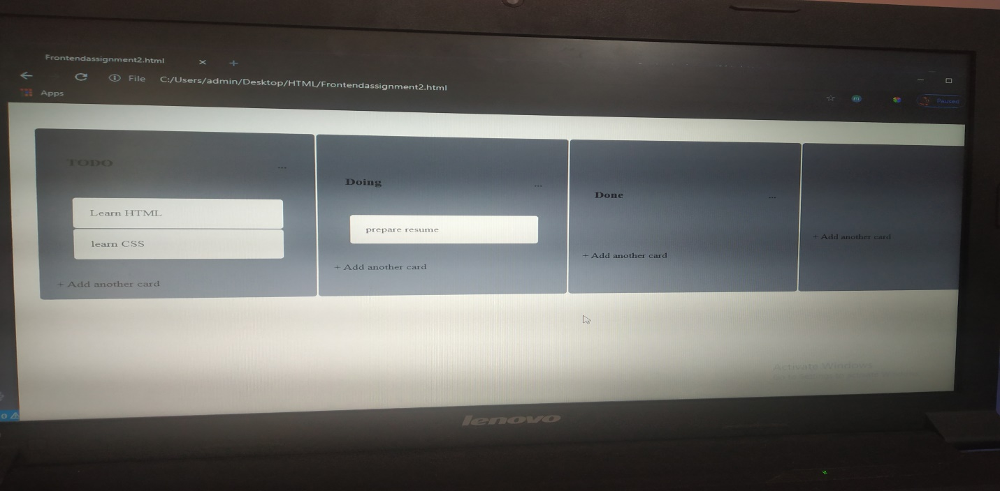 Frontendassignment2.html
File C:/Users/admin/Desktop/HTML/Frontendassignment2.html
Apps
Paused
TODO ...
Learn HTML
learn CSS
+ Add another card
Doing ...
prepare resume
+ Add another card
Done ...
+ Add another card
+ Add another card
Activate Windows
0
lenovo